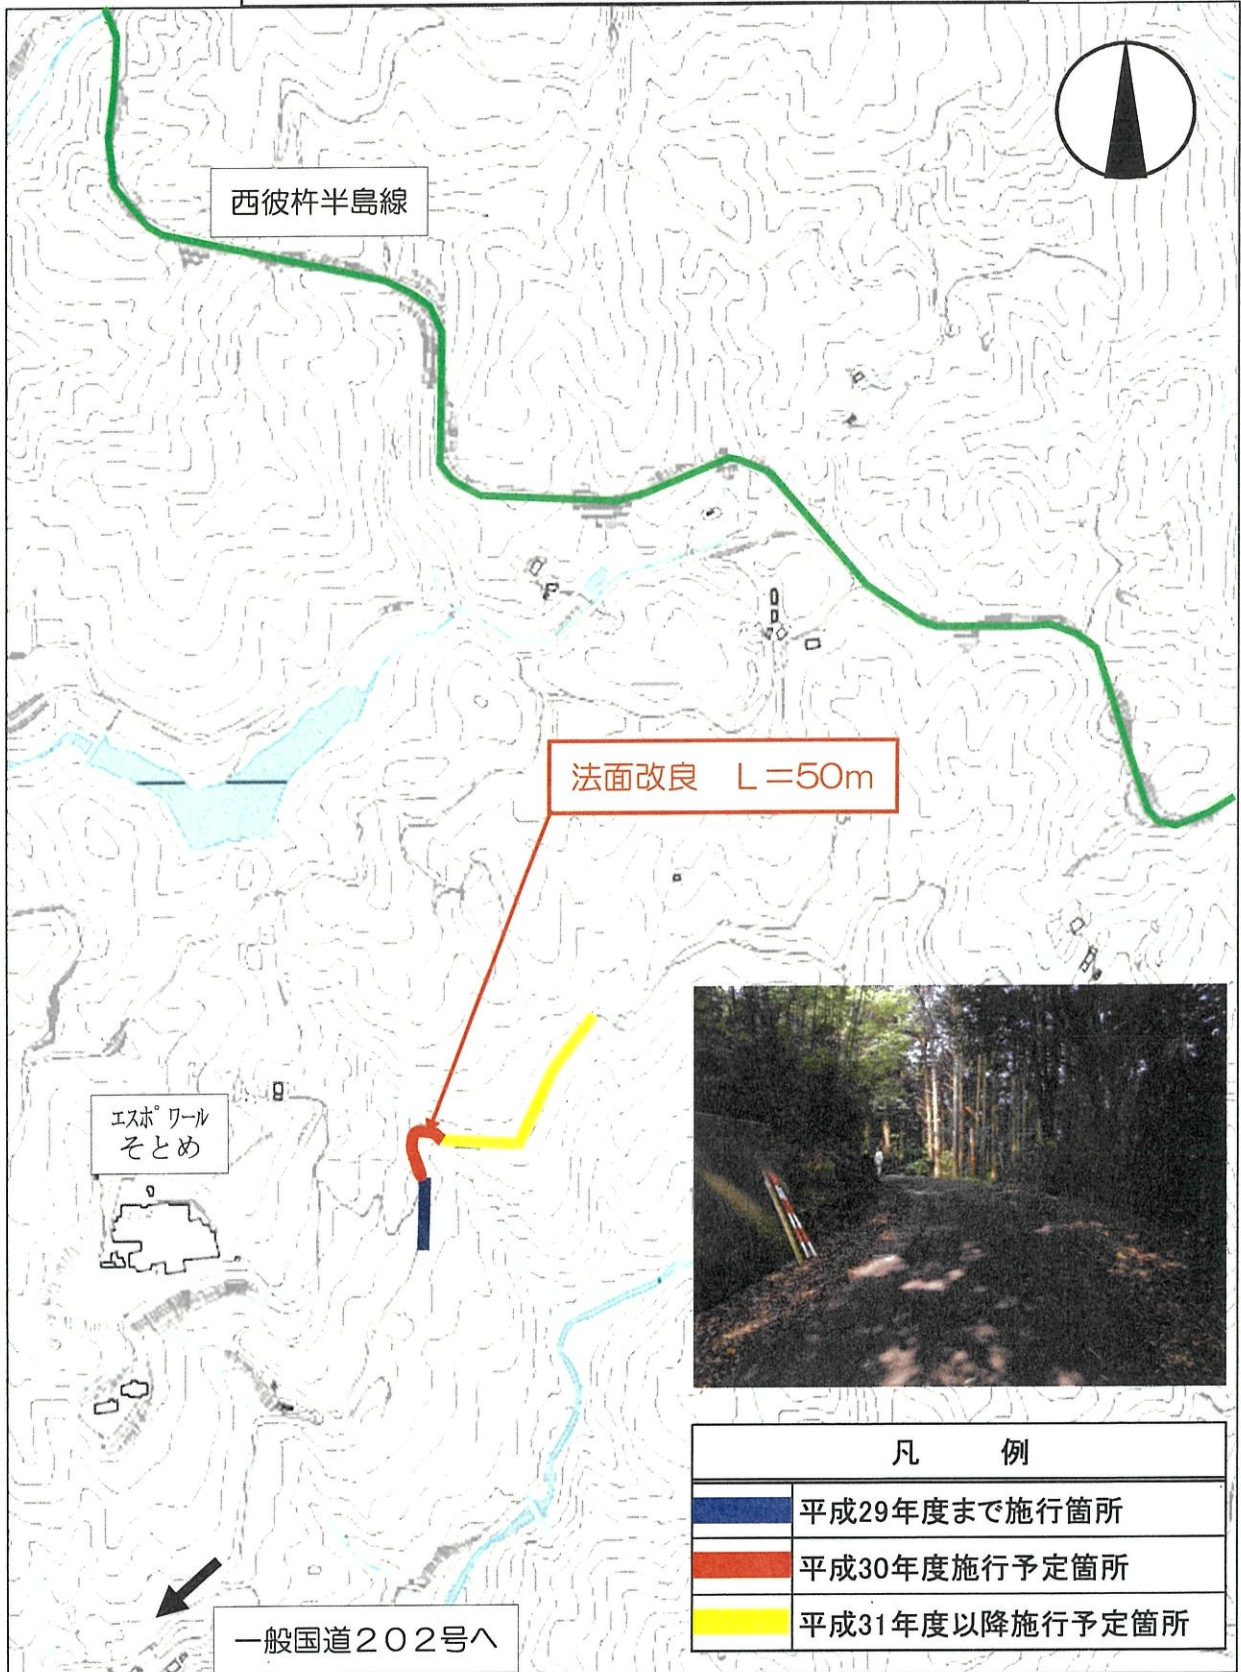 西彼杵半島線
法面改良　L=50m
エスポワール
そとめ
凡　例
平成29年度まで施行箇所
平成30年度施行予定箇所
平成31年度以降施行予定箇所
一般国道202号へ